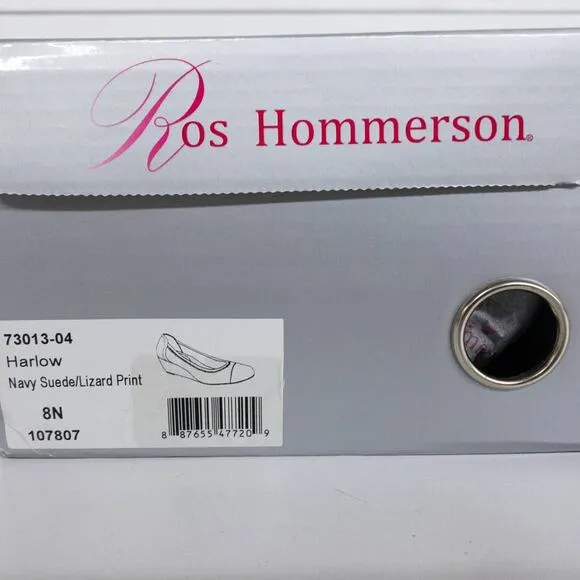 Ros Hommerson®
73013-04
Harlow
Navy Suede/Lizard Print
8N
107807
8 87655 47720 9